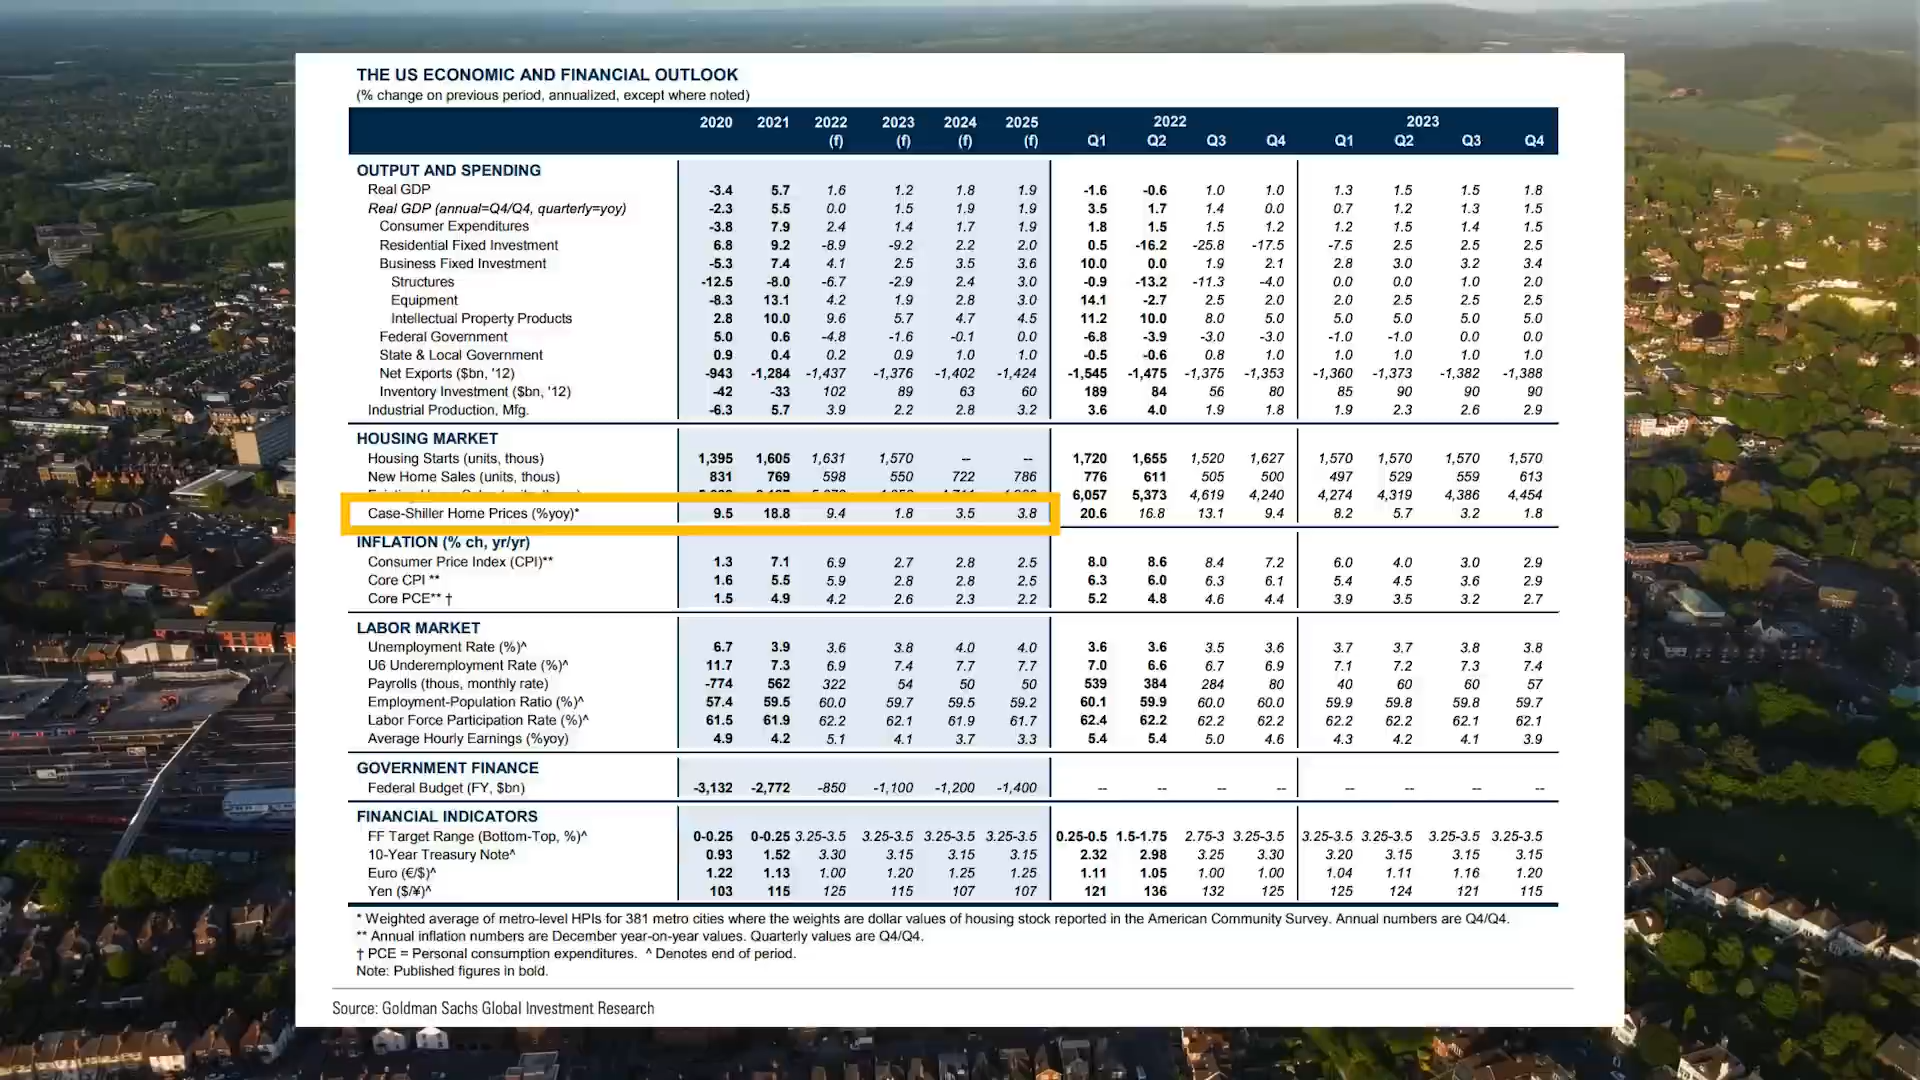 THE US ECONOMIC AND FINANCIAL OUTLOOK
(% change on previous period, annualized, except where noted)
2020 2021 2022 2023 2024 2025 2022 2023
(f) (f) (f) (f) Q1 Q2 Q3 Q4 Q1 Q2 Q3 Q4
OUTPUT AND SPENDING
Real GDP -3.4 5.7 1.6 1.2 1.8 1.9 -1.6 -0.6 1.0 1.0 1.3 1.5 1.5 1.8
Real GDP (annual=Q4/Q4, quarterly=yoy) -2.3 5.5 0.0 1.5 1.9 1.9 3.5 1.7 1.4 0.0 0.7 1.2 1.3 1.5
Consumer Expenditures -3.8 7.9 2.4 1.4 1.7 1.9 1.8 1.5 1.5 1.2 1.2 1.5 1.4 1.5
Residential Fixed Investment 6.8 9.2 -8.9 -9.2 2.2 2.0 0.5 -16.2 -25.8 -17.5 -7.5 2.5 2.5 2.5
Business Fixed Investment -5.3 7.4 4.1 2.5 3.5 3.6 10.0 0.0 1.9 2.1 2.8 3.0 3.2 3.4
Structures -12.5 -8.0 -6.7 -2.9 2.4 3.0 -0.9 -13.2 -11.3 -4.0 0.0 0.0 1.0 2.0
Equipment -8.3 13.1 4.2 1.9 2.8 3.0 14.1 -2.7 2.5 2.0 2.0 2.5 2.5 2.5
Intellectual Property Products 2.8 10.0 9.6 5.7 4.7 4.5 11.2 10.0 8.0 5.0 5.0 5.0 5.0 5.0
Federal Government 5.0 0.6 -4.8 -1.6 -0.1 0.0 -6.8 -3.9 -3.0 -3.0 -1.0 -1.0 0.0 0.0
State & Local Government 0.9 0.4 0.2 0.9 1.0 1.0 -0.5 -0.6 0.8 1.0 1.0 1.0 1.0 1.0
Net Exports ($bn, '12) -943 -1,284 -1,437 -1,376 -1,402 -1,424 -1,545 -1,475 -1,375 -1,353 -1,360 -1,373 -1,382 -1,388
Inventory Investment ($bn, '12) -42 -33 102 89 63 60 189 84 56 80 85 90 90 90
Industrial Production, Mfg. -6.3 5.7 3.9 2.2 2.8 3.2 3.6 4.0 1.9 1.8 1.9 2.3 2.6 2.9
HOUSING MARKET
Housing Starts (units, thous) 1,395 1,605 1,631 1,570 -- -- 1,720 1,655 1,520 1,627 1,570 1,570 1,570 1,570
New Home Sales (units, thous) 831 769 598 550 722 786 776 611 505 500 497 529 559 613
6,057 5,373 4,619 4,240 4,274 4,319 4,386 4,454
Case-Shiller Home Prices (%yoy)* 9.5 18.8 9.4 1.8 3.5 3.8 20.6 16.8 13.1 9.4 8.2 5.7 3.2 1.8
INFLATION (% ch, yr/yr)
Consumer Price Index (CPI)** 1.3 7.1 6.9 2.7 2.8 2.5 8.0 8.6 8.4 7.2 6.0 4.0 3.0 2.9
Core CPI ** 1.6 5.5 5.9 2.8 2.8 2.5 6.3 6.0 6.3 6.1 5.4 4.5 3.6 2.9
Core PCE** † 1.5 4.9 4.2 2.6 2.3 2.2 5.2 4.8 4.6 4.4 3.9 3.5 3.2 2.7
LABOR MARKET
Unemployment Rate (%)^ 6.7 3.9 3.6 3.8 4.0 4.0 3.6 3.6 3.5 3.6 3.7 3.7 3.8 3.8
U6 Underemployment Rate (%)^ 11.7 7.3 6.9 7.4 7.7 7.7 7.0 6.6 6.7 6.9 7.1 7.2 7.3 7.4
Payrolls (thous, monthly rate) -774 562 322 54 50 50 539 384 284 80 40 60 60 57
Employment-Population Ratio (%)^ 57.4 59.5 60.0 59.7 59.5 59.2 60.1 59.9 60.0 60.0 59.9 59.8 59.8 59.7
Labor Force Participation Rate (%)^ 61.5 61.9 62.2 62.1 61.9 61.7 62.4 62.2 62.2 62.2 62.2 62.2 62.1 62.1
Average Hourly Earnings (%yoy) 4.9 4.2 5.1 4.1 3.7 3.3 5.4 5.4 5.0 4.6 4.3 4.2 4.1 3.9
GOVERNMENT FINANCE
Federal Budget (FY, $bn) -3,132 -2,772 -850 -1,100 -1,200 -1,400 -- -- -- -- -- -- -- --
FINANCIAL INDICATORS
FF Target Range (Bottom-Top, %)^ 0-0.25 0-0.25 3.25-3.5 3.25-3.5 3.25-3.5 3.25-3.5 0.25-0.5 1.5-1.75 2.75-3 3.25-3.5 3.25-3.5 3.25-3.5 3.25-3.5 3.25-3.5
10-Year Treasury Note^ 0.93 1.52 3.30 3.15 3.15 3.15 2.32 2.98 3.25 3.30 3.20 3.15 3.15 3.15
Euro (€/$)^ 1.22 1.13 1.00 1.20 1.25 1.25 1.11 1.05 1.00 1.00 1.04 1.11 1.16 1.20
Yen ($/¥)^ 103 115 125 115 107 107 121 136 132 125 125 124 121 115
* Weighted average of metro-level HPIs for 381 metro cities where the weights are dollar values of housing stock reported in the American Community Survey. Annual numbers are Q4/Q4.
** Annual inflation numbers are December year-on-year values. Quarterly values are Q4/Q4.
† PCE = Personal consumption expenditures. ^ Denotes end of period.
Note: Published figures in bold.
Source: Goldman Sachs Global Investment Research